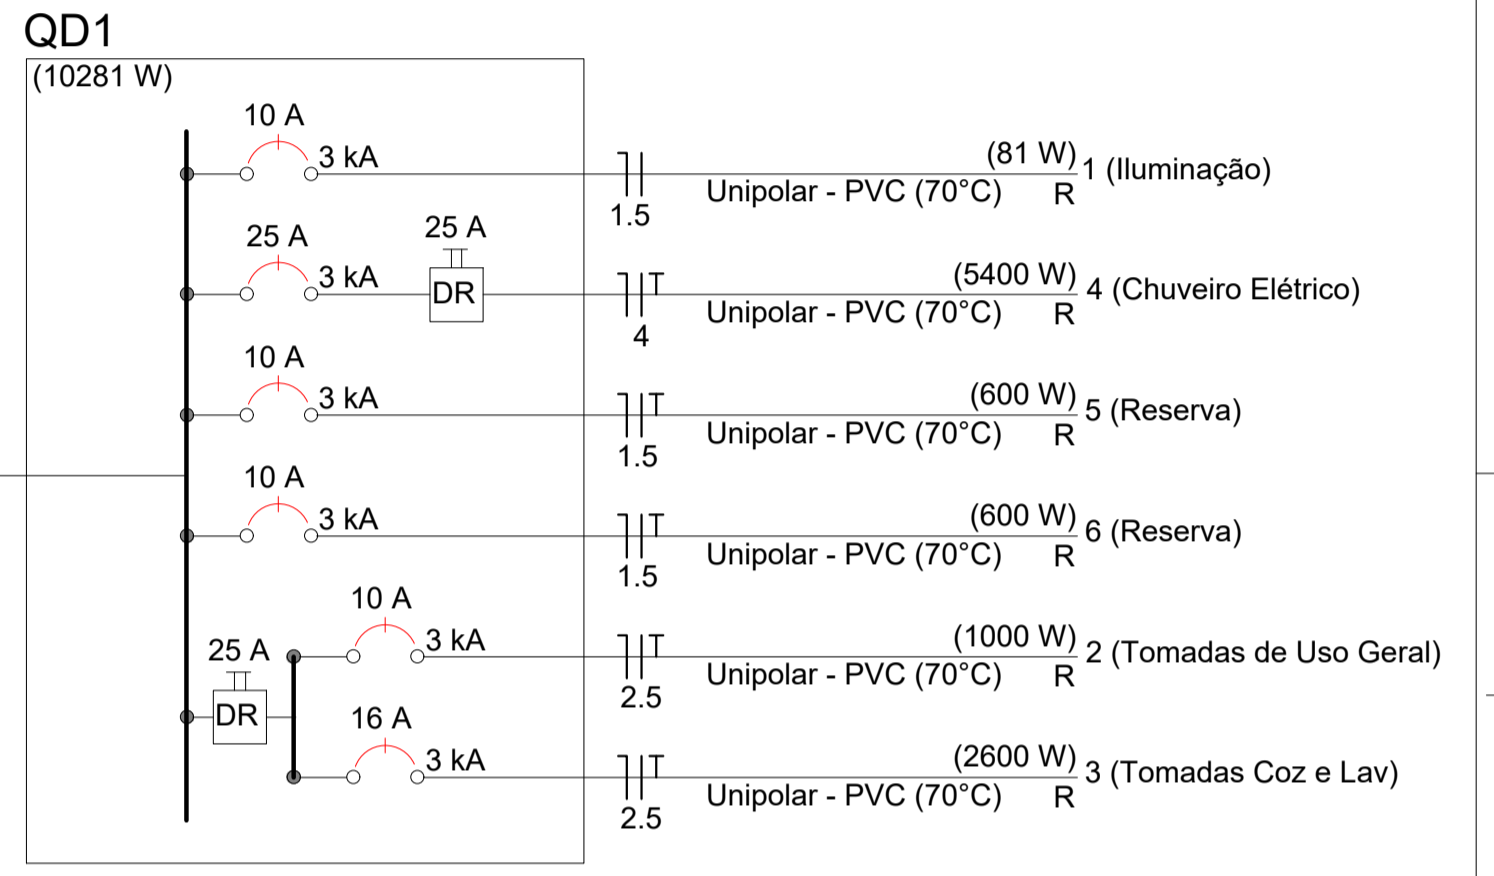 QD1
(10281 W)
10 A
3 kA
1.5
Unipolar - PVC (70°C)
(81 W)
R
1 (Iluminação)
25 A
3 kA
25 A
DR
T
4
Unipolar - PVC (70°C)
(5400 W)
R
4 (Chuveiro Elétrico)
10 A
3 kA
T
1.5
Unipolar - PVC (70°C)
(600 W)
R
5 (Reserva)
10 A
3 kA
T
1.5
Unipolar - PVC (70°C)
(600 W)
R
6 (Reserva)
25 A
DR
10 A
3 kA
T
2.5
Unipolar - PVC (70°C)
(1000 W)
R
2 (Tomadas de Uso Geral)
16 A
3 kA
T
2.5
Unipolar - PVC (70°C)
(2600 W)
R
3 (Tomadas Coz e Lav)